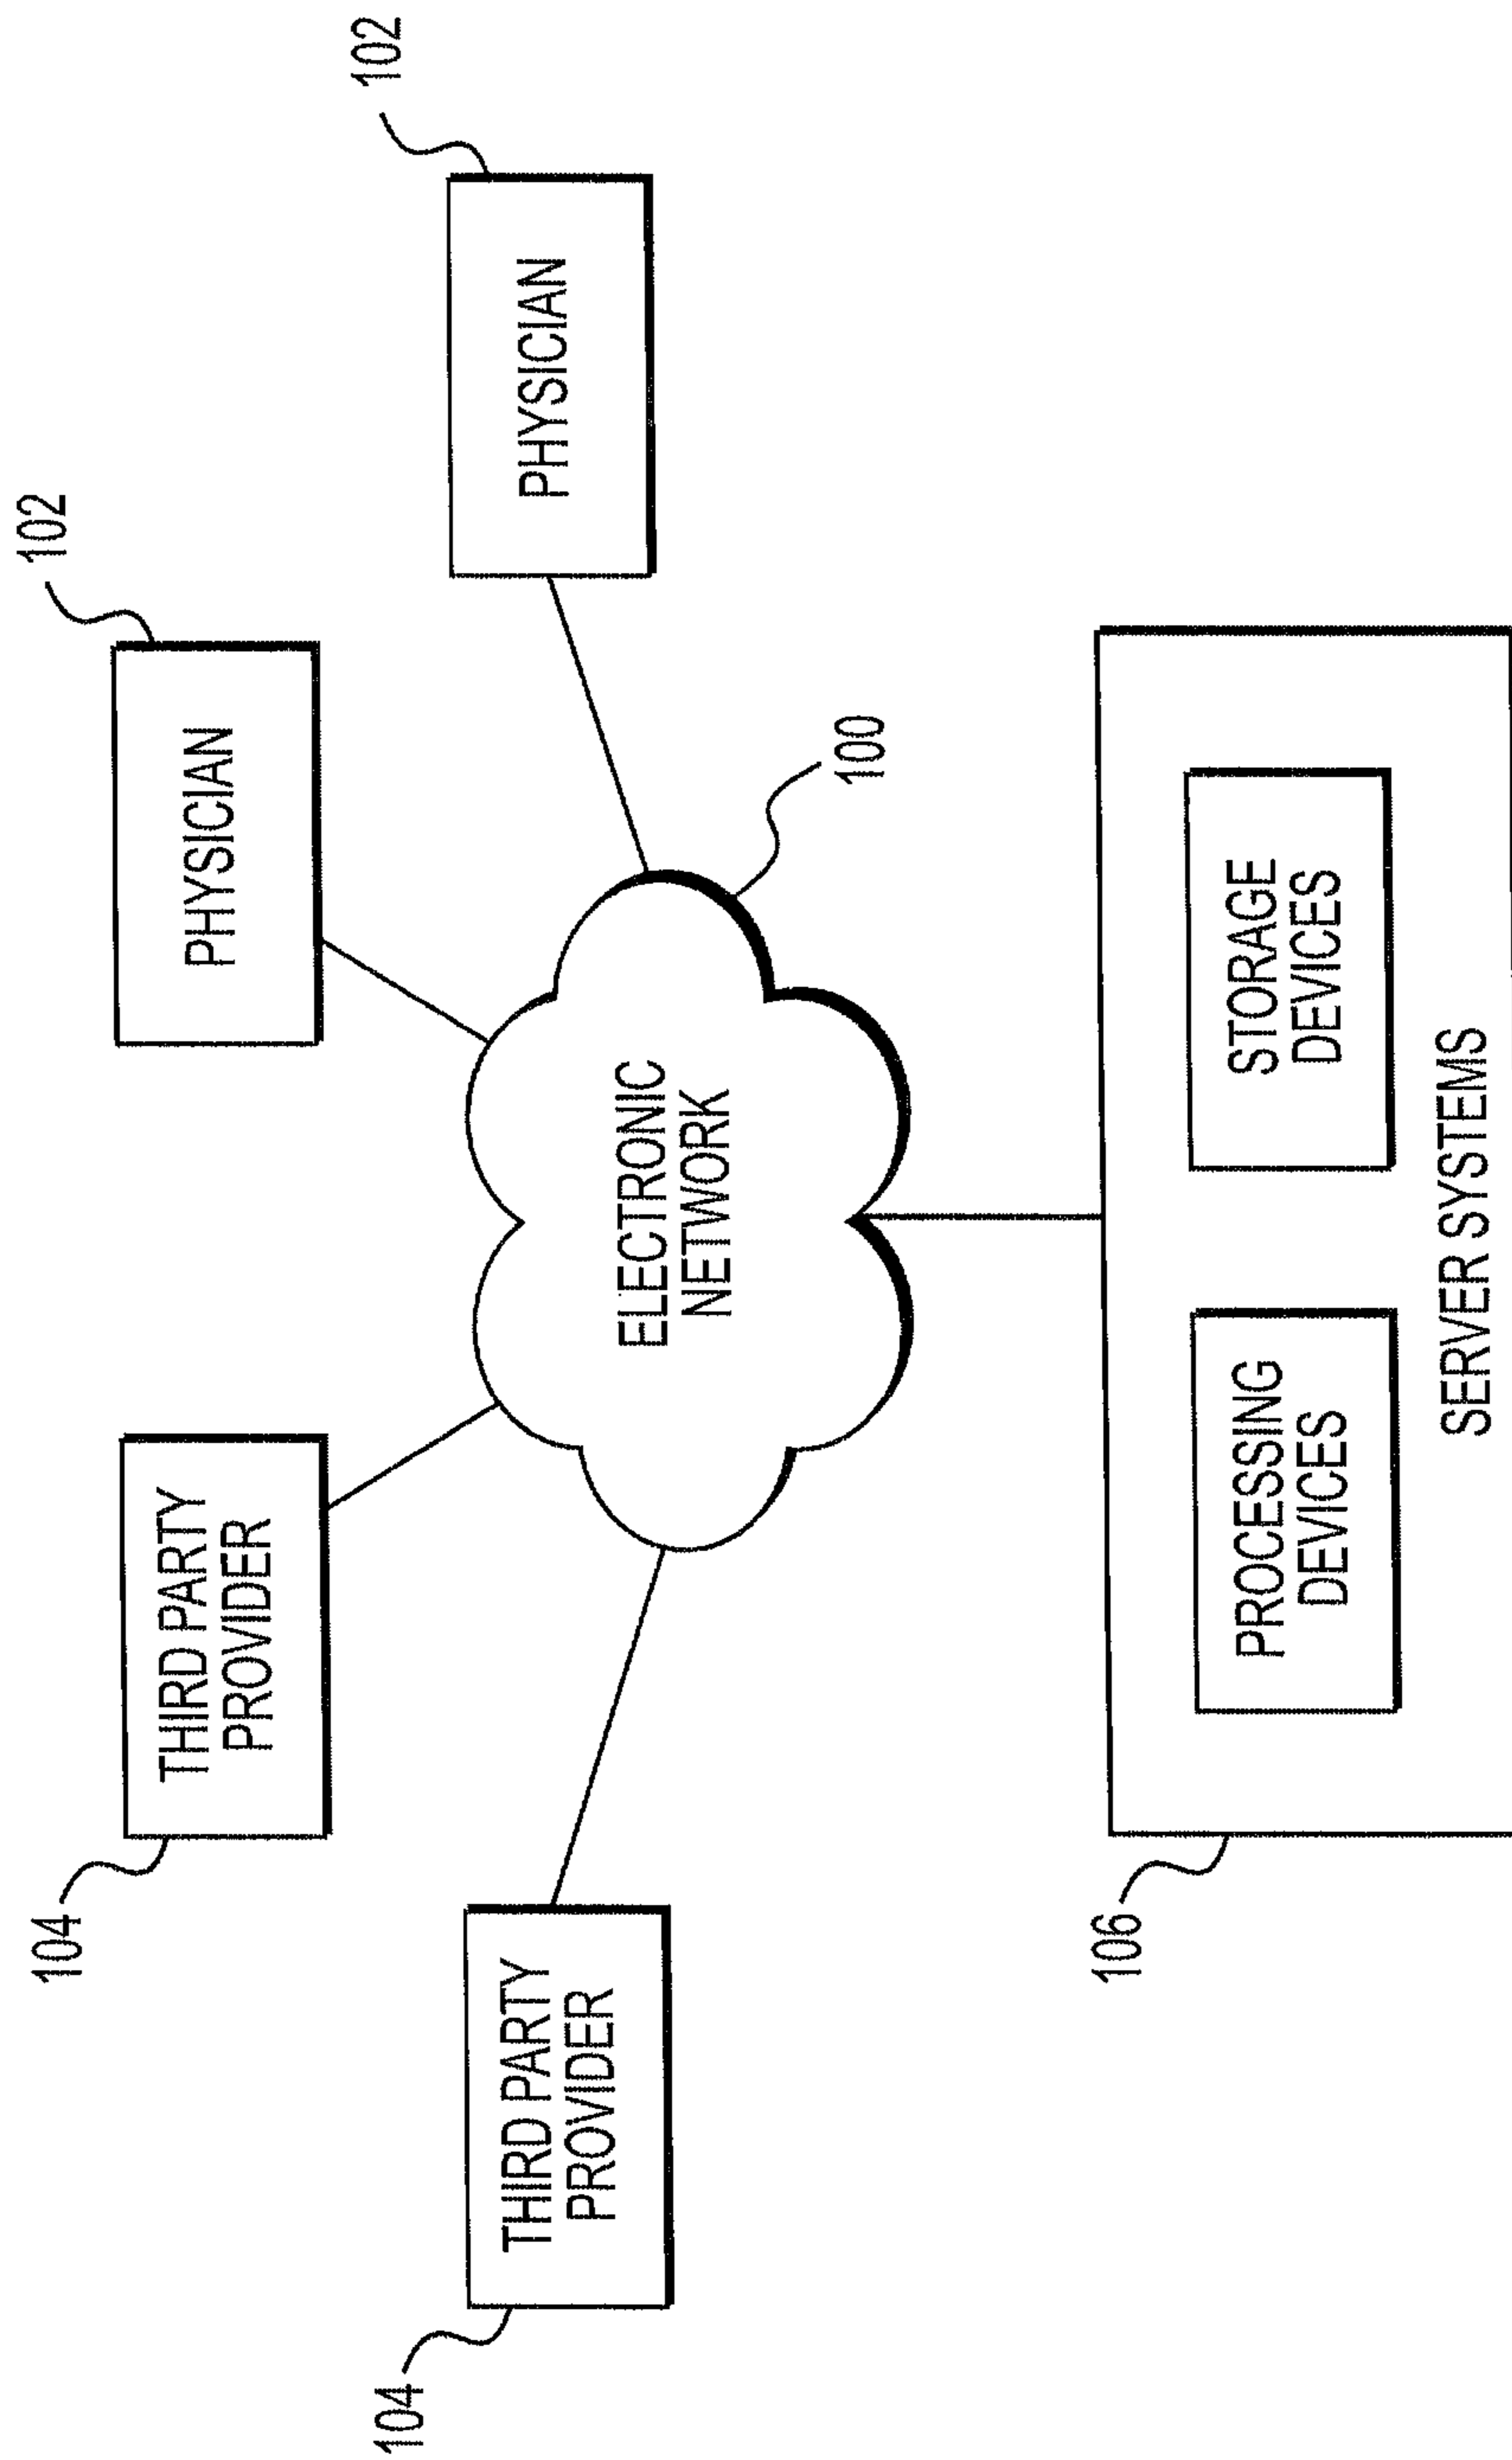 102
PHYSICIAN
104
THIRD PARTY
PROVIDER
102
PHYSICIAN
104
THIRD PARTY
PROVIDER
ELECTRONIC
NETWORK
100
106
PROCESSING
DEVICES
STORAGE
DEVICES
SERVER SYSTEMS